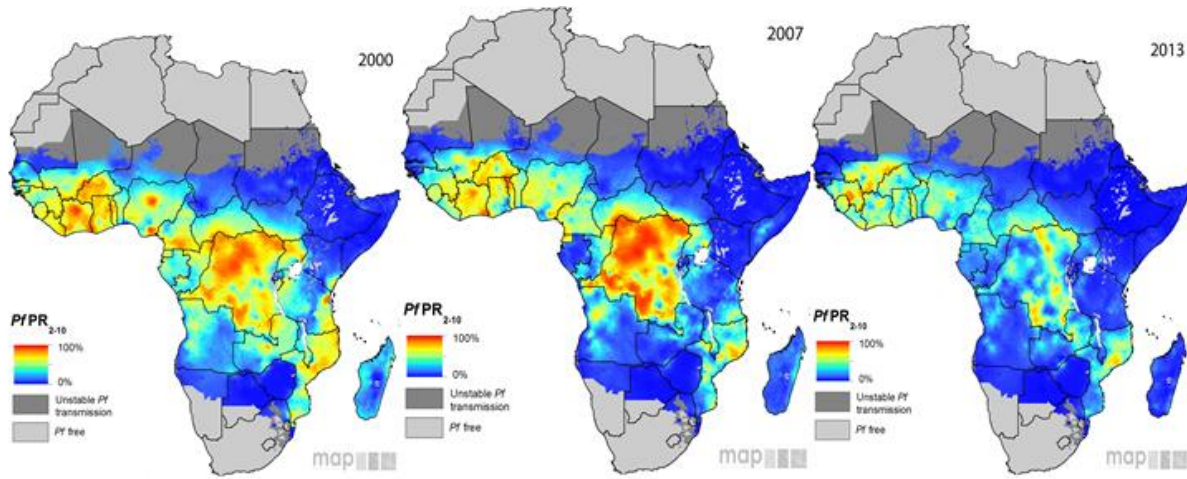 2000
PfPR2-10
100%
0%
Unstable Pf
transmission
Pf free
map
2007
PfPR2-10
100%
0%
Unstable Pf
transmission
Pf free
map
2013
PfPR2-10
100%
0%
Unstable Pf
transmission
Pf free
map